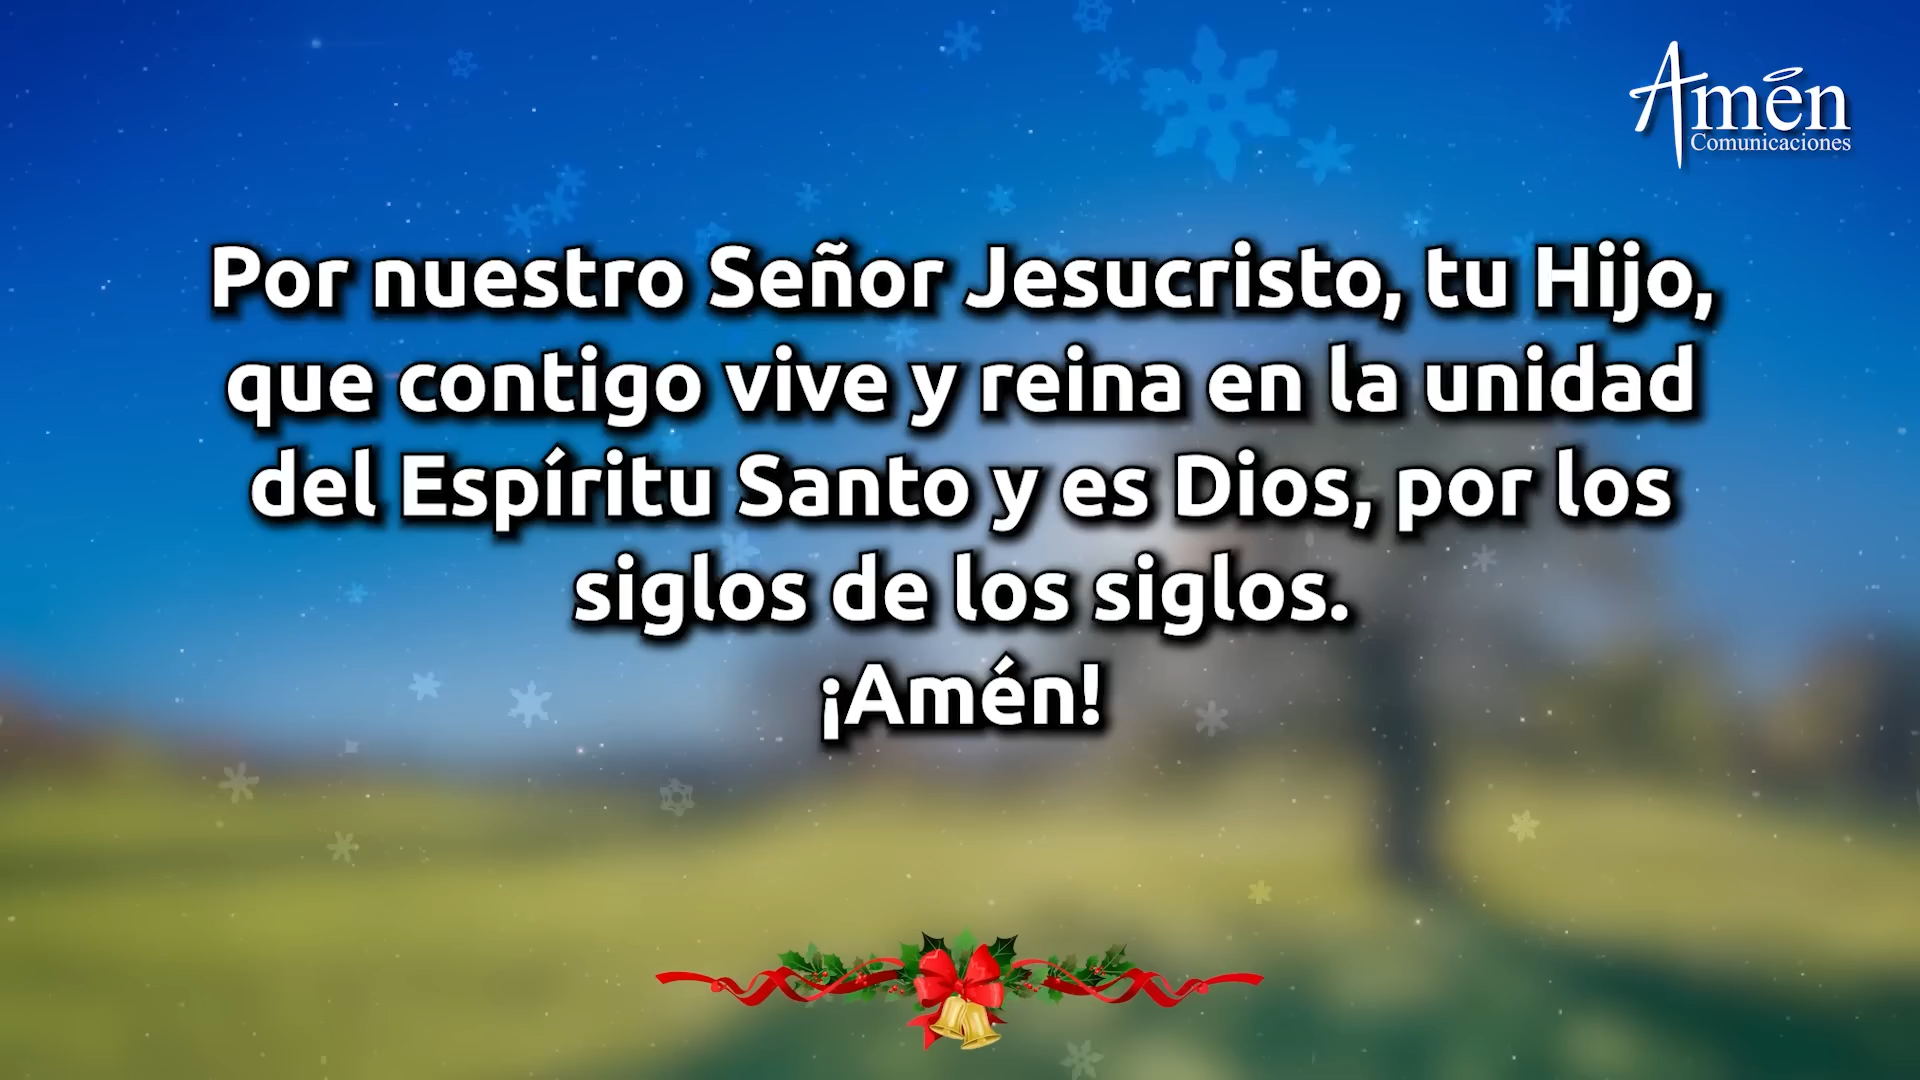 Amén
Comunicaciones
Por nuestro Señor Jesucristo, tu Hijo,
que contigo vive y reina en la unidad
del Espíritu Santo y es Dios, por los
siglos de los siglos.
¡Amén!